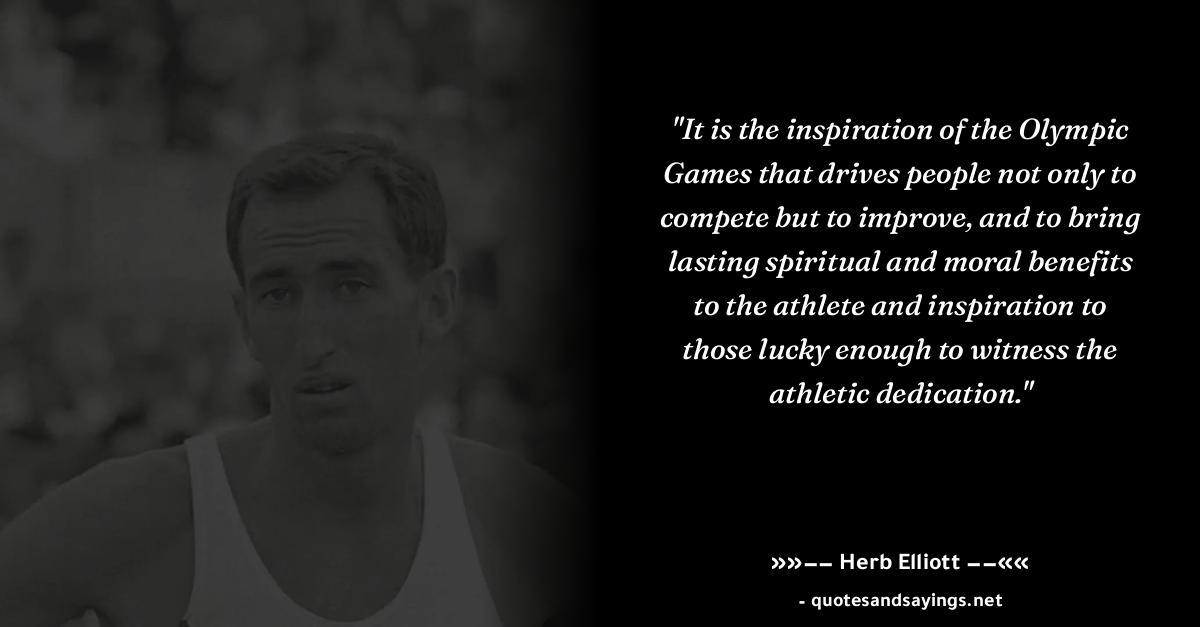 "It is the inspiration of the Olympic
Games that drives people not only to
compete but to improve, and to bring
lasting spiritual and moral benefits
to the athlete and inspiration to
those lucky enough to witness the
athletic dedication."
»»–– Herb Elliott ––««
- quotesandsayings.net